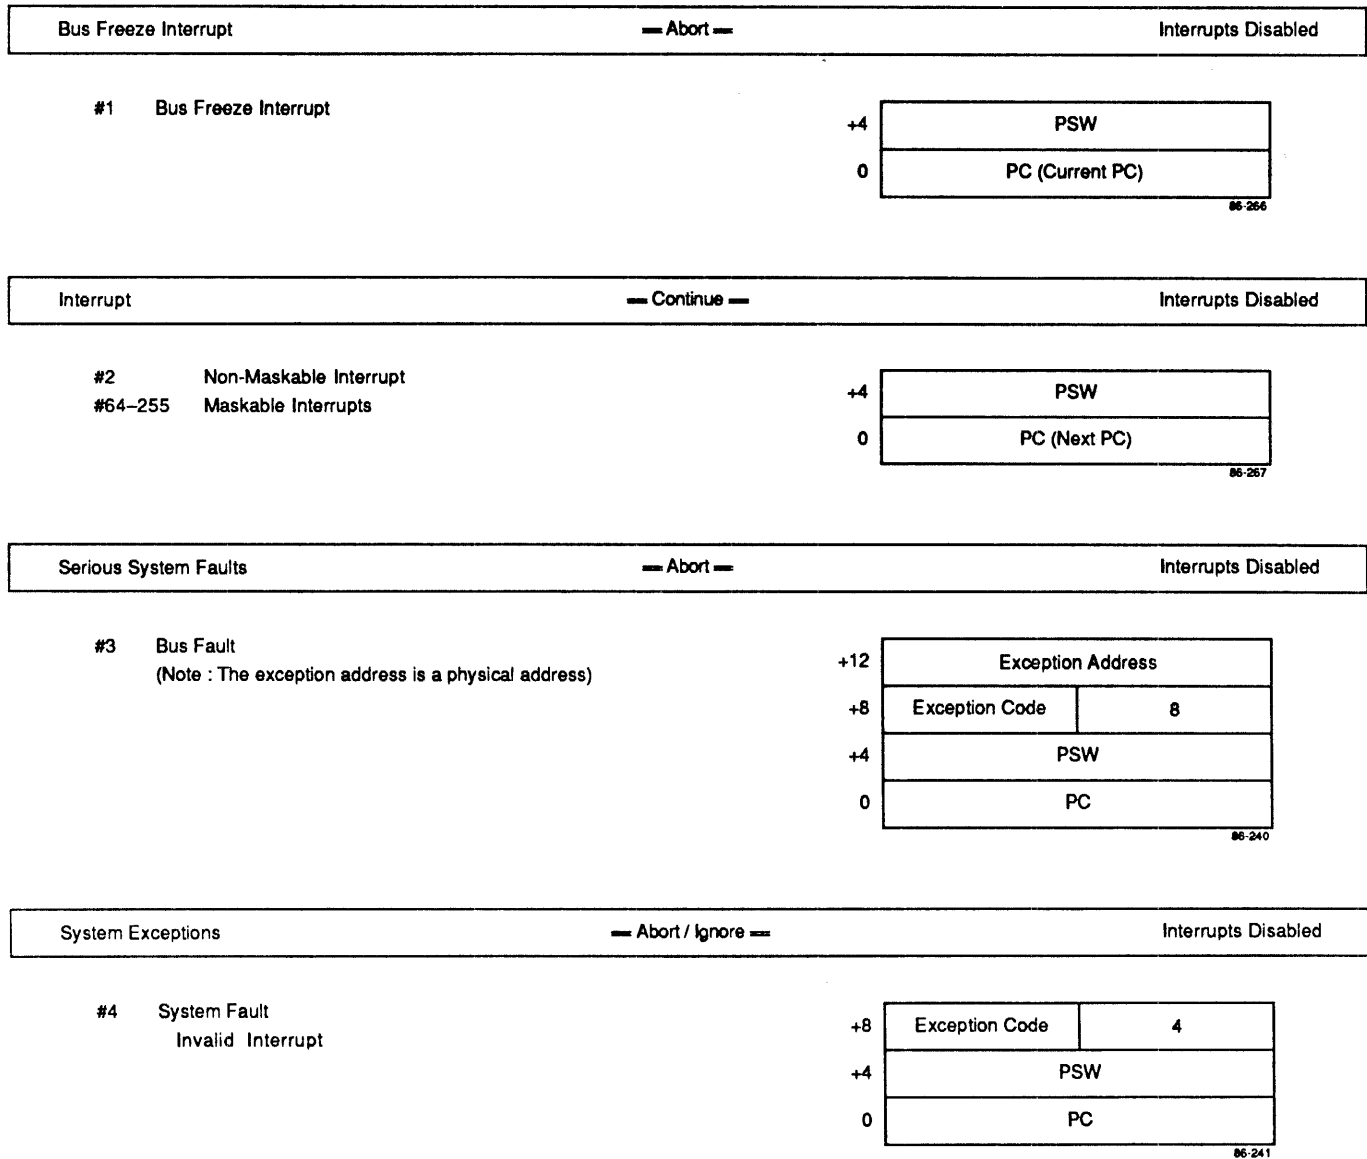 Bus Freeze Interrupt — Abort — Interrupts Disabled
#1 Bus Freeze Interrupt
+4 PSW
0 PC (Current PC)
86-266
Interrupt — Continue — Interrupts Disabled
#2 Non-Maskable Interrupt
#64–255 Maskable Interrupts
+4 PSW
0 PC (Next PC)
86-267
Serious System Faults — Abort — Interrupts Disabled
#3 Bus Fault
(Note : The exception address is a physical address)
+12 Exception Address
+8 Exception Code 8
+4 PSW
0 PC
86-240
System Exceptions — Abort / Ignore — Interrupts Disabled
#4 System Fault
Invalid Interrupt
+8 Exception Code 4
+4 PSW
0 PC
86-241